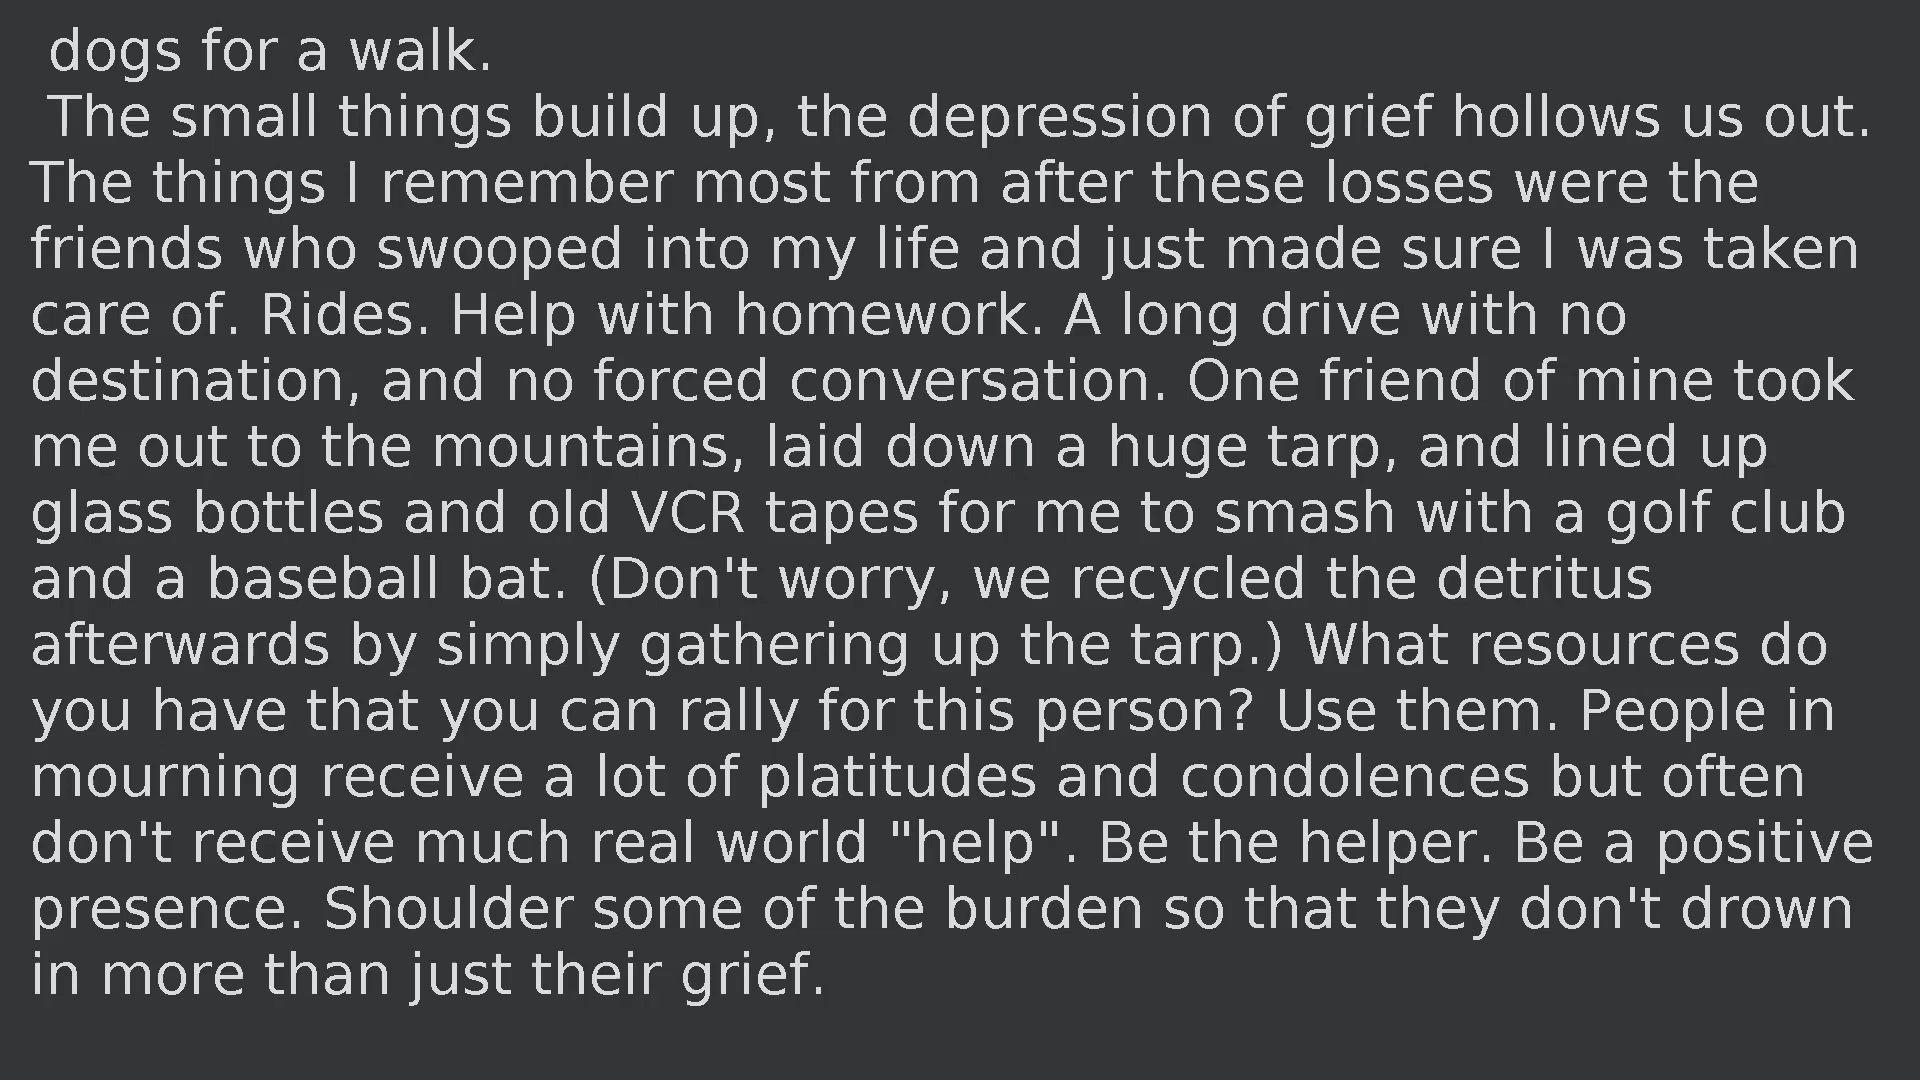 dogs for a walk.
The small things build up, the depression of grief hollows us out.
The things I remember most from after these losses were the
friends who swooped into my life and just made sure I was taken
care of. Rides. Help with homework. A long drive with no
destination, and no forced conversation. One friend of mine took
me out to the mountains, laid down a huge tarp, and lined up
glass bottles and old VCR tapes for me to smash with a golf club
and a baseball bat. (Don't worry, we recycled the detritus
afterwards by simply gathering up the tarp.) What resources do
you have that you can rally for this person? Use them. People in
mourning receive a lot of platitudes and condolences but often
don't receive much real world "help". Be the helper. Be a positive
presence. Shoulder some of the burden so that they don't drown
in more than just their grief.